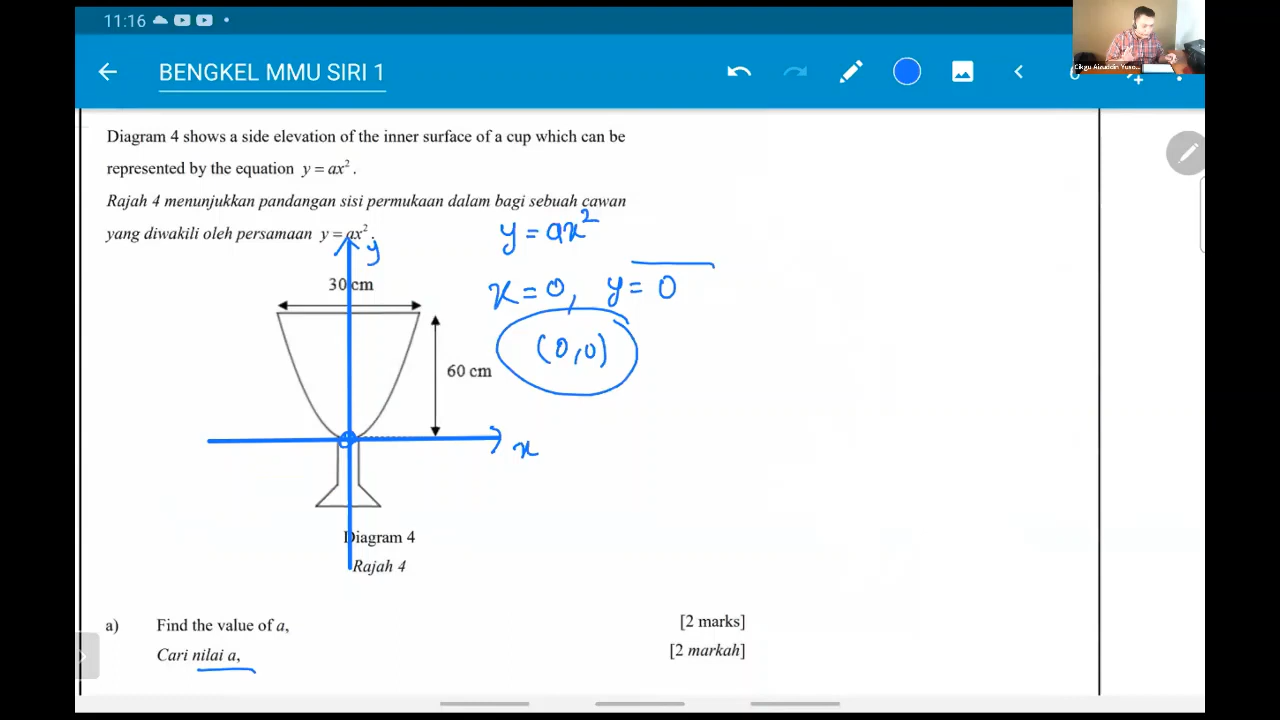 11:16
BENGKEL MMU SIRI 1
Cikgu Aizuddin Yuso...
Diagram 4 shows a side elevation of the inner surface of a cup which can be
represented by the equation y = ax².
Rajah 4 menunjukkan pandangan sisi permukaan dalam bagi sebuah cawan
yang diwakili oleh persamaan y = ax².
y = ax²
y
30 cm
x = 0, y = 0
(0,0)
60 cm
x
Diagram 4
Rajah 4
a) Find the value of a, [2 marks]
Cari nilai a, [2 markah]